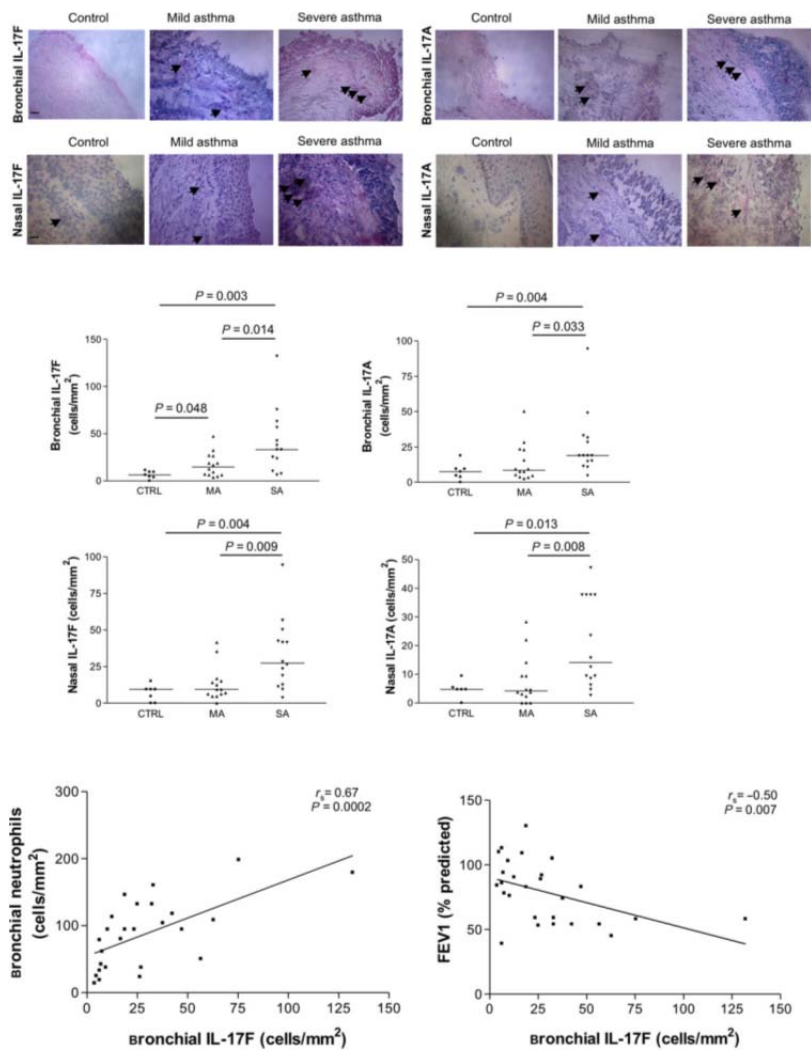 Control Mild asthma Severe asthma
Bronchial IL-17F
Control Mild asthma Severe asthma
Bronchial IL-17A
Control Mild asthma Severe asthma
Nasal IL-17F
Control Mild asthma Severe asthma
Nasal IL-17A
P = 0.003
P = 0.014
P = 0.048
Bronchial IL-17F
(cells/mm²)
150
100
50
0
CTRL MA SA
P = 0.004
P = 0.033
Bronchial IL-17A
(cells/mm²)
100
75
50
25
0
CTRL MA SA
P = 0.004
P = 0.009
Nasal IL-17F (cells/mm²)
100
75
50
25
0
CTRL MA SA
P = 0.013
P = 0.008
Nasal IL-17A (cells/mm²)
50
40
30
20
10
0
CTRL MA SA
rs = 0.67
P = 0.0002
Bronchial neutrophils
(cells/mm²)
300
200
100
0
0 25 50 75 100 125 150
Bronchial IL-17F (cells/mm²)
rs = –0.50
P = 0.007
FEV1 (% predicted)
150
100
50
0
0 25 50 75 100 125 150
Bronchial IL-17F (cells/mm²)